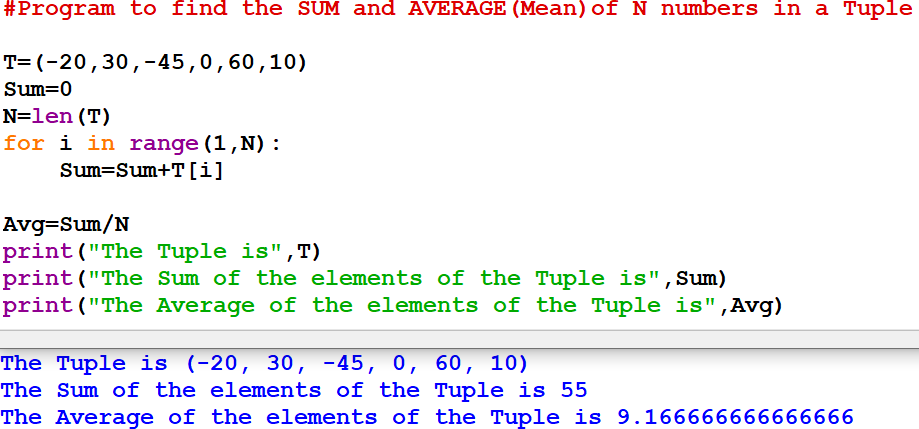 #Program to find the SUM and AVERAGE(Mean)of N numbers in a Tuple
T=(-20,30,-45,0,60,10)
Sum=0
N=len(T)
for i in range(1,N):
    Sum=Sum+T[i]
Avg=Sum/N
print("The Tuple is",T)
print("The Sum of the elements of the Tuple is",Sum)
print("The Average of the elements of the Tuple is",Avg)
The Tuple is (-20, 30, -45, 0, 60, 10)
The Sum of the elements of the Tuple is 55
The Average of the elements of the Tuple is 9.166666666666666